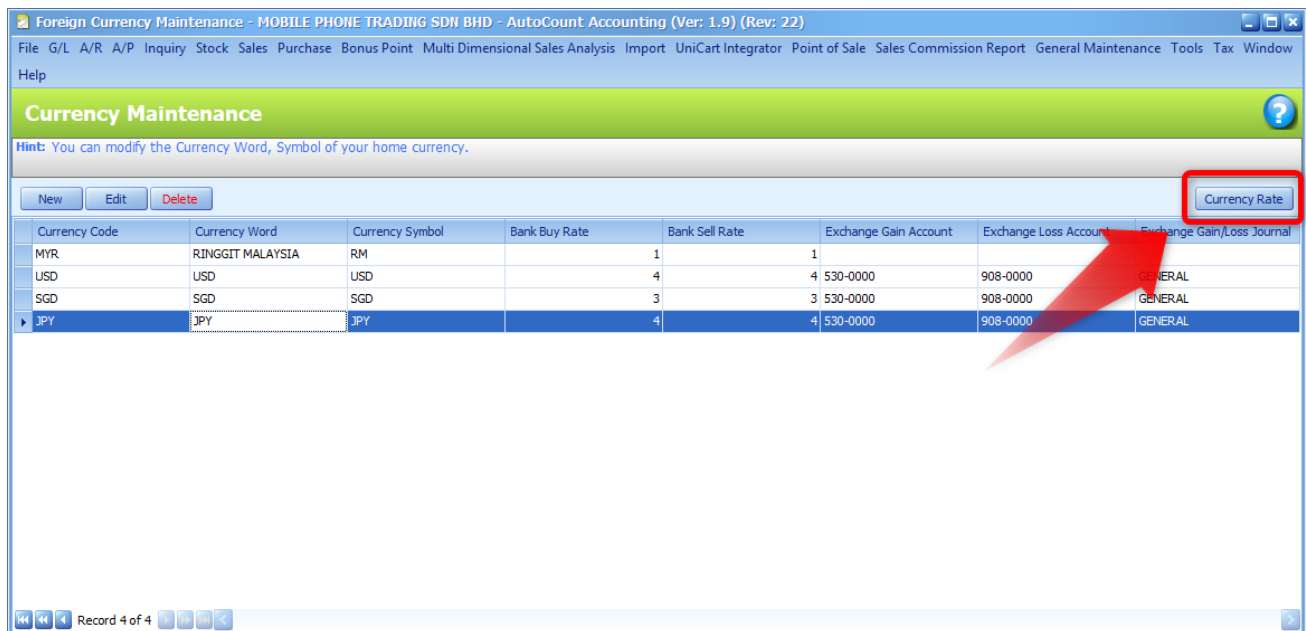 Foreign Currency Maintenance - MOBILE PHONE TRADING SDN BHD - AutoCount Accounting (Ver: 1.9) (Rev: 22)
File G/L A/R A/P Inquiry Stock Sales Purchase Bonus Point Multi Dimensional Sales Analysis Import UniCart Integrator Point of Sale Sales Commission Report General Maintenance Tools Tax Window
Help
Currency Maintenance
Hint: You can modify the Currency Word, Symbol of your home currency.
New Edit Delete Currency Rate
Currency Code Currency Word Currency Symbol Bank Buy Rate Bank Sell Rate Exchange Gain Account Exchange Loss Account Exchange Gain/Loss Journal
MYR RINGGIT MALAYSIA RM 1 1
USD USD USD 4 4 530-0000 908-0000 GENERAL
SGD SGD SGD 3 3 530-0000 908-0000 GENERAL
JPY JPY JPY 4 4 530-0000 908-0000 GENERAL
Record 4 of 4